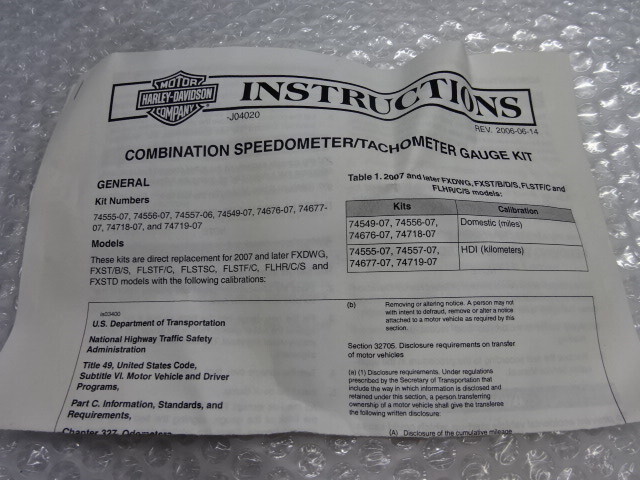 MOTOR
HARLEY-DAVIDSON
COMPANY
INSTRUCTIONS
-J04020
REV. 2006-06-14
COMBINATION SPEEDOMETER/TACHOMETER GAUGE KIT
GENERAL
Kit Numbers
74555-07, 74556-07, 74557-06, 74549-07, 74676-07, 74677-
07, 74718-07, and 74719-07
Models
These kits are direct replacement for 2007 and later FXDWG,
FXST/B/S, FLSTF/C, FLSTSC, FLSTF/C, FLHR/C/S and
FXSTD models with the following calibrations:
Table 1. 2007 and later FXDWG, FXST/B/D/S, FLSTF/C and
FLHR/C/S models:
Kits Calibration
74549-07, 74556-07, Domestic (miles)
74676-07, 74718-07
74555-07, 74557-07, HDI (kilometers)
74677-07, 74719-07
is03400
U.S. Department of Transportation
National Highway Traffic Safety
Administration
Title 49, United States Code,
Subtitle VI. Motor Vehicle and Driver
Programs,
Part C. Information, Standards, and
Requirements,
Chapter 327. Odometers
(b) Removing or altering notice. A person may not
with intent to defraud, remove or alter a notice
attached to a motor vehicle as required by this
section.
Section 32705. Disclosure requirements on transfer
of motor vehicles
(a) (1) Disclosure requirements. Under regulations
prescribed by the Secretary of Transportation that
include the way in which information is disclosed and
retained under this section, a person transferring
ownership of a motor vehicle shall give the transferee
the following written disclosure:
(A) Disclosure of the cumulative mileage